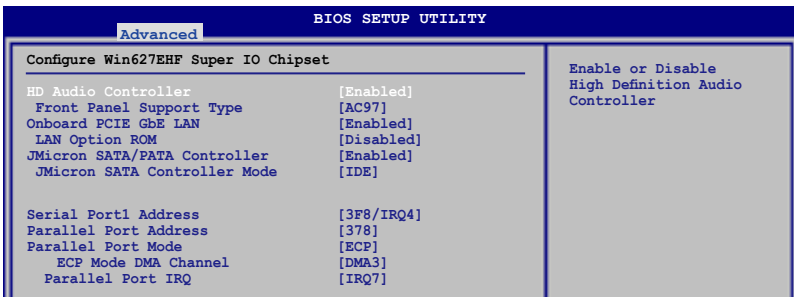 BIOS SETUP UTILITY
Advanced
Configure Win627EHF Super IO Chipset
HD Audio Controller [Enabled]
Front Panel Support Type [AC97]
Onboard PCIE GbE LAN [Enabled]
LAN Option ROM [Disabled]
JMicron SATA/PATA Controller [Enabled]
JMicron SATA Controller Mode [IDE]
Serial Port1 Address [3F8/IRQ4]
Parallel Port Address [378]
Parallel Port Mode [ECP]
ECP Mode DMA Channel [DMA3]
Parallel Port IRQ [IRQ7]
Enable or Disable
High Definition Audio
Controller